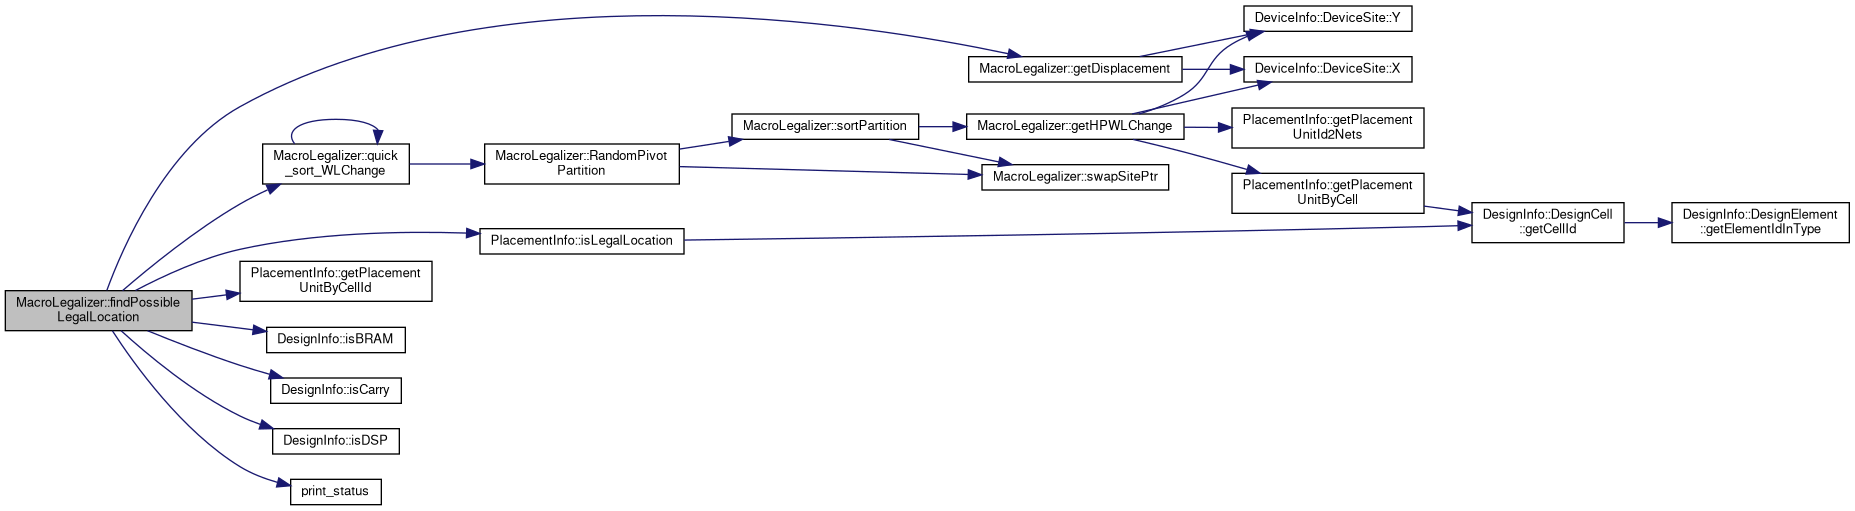 MacroLegalizer::findPossible
LegalLocation
MacroLegalizer::quick
_sort_WLChange
PlacementInfo::getPlacement
UnitByCellId
DesignInfo::isBRAM
DesignInfo::isCarry
DesignInfo::isDSP
print_status
MacroLegalizer::RandomPivot
Partition
PlacementInfo::isLegalLocation
MacroLegalizer::sortPartition
MacroLegalizer::getDisplacement
MacroLegalizer::getHPWLChange
MacroLegalizer::swapSitePtr
DeviceInfo::DeviceSite::Y
DeviceInfo::DeviceSite::X
PlacementInfo::getPlacement
UnitId2Nets
PlacementInfo::getPlacement
UnitByCell
DesignInfo::DesignCell
::getCellId
DesignInfo::DesignElement
::getElementIdInType